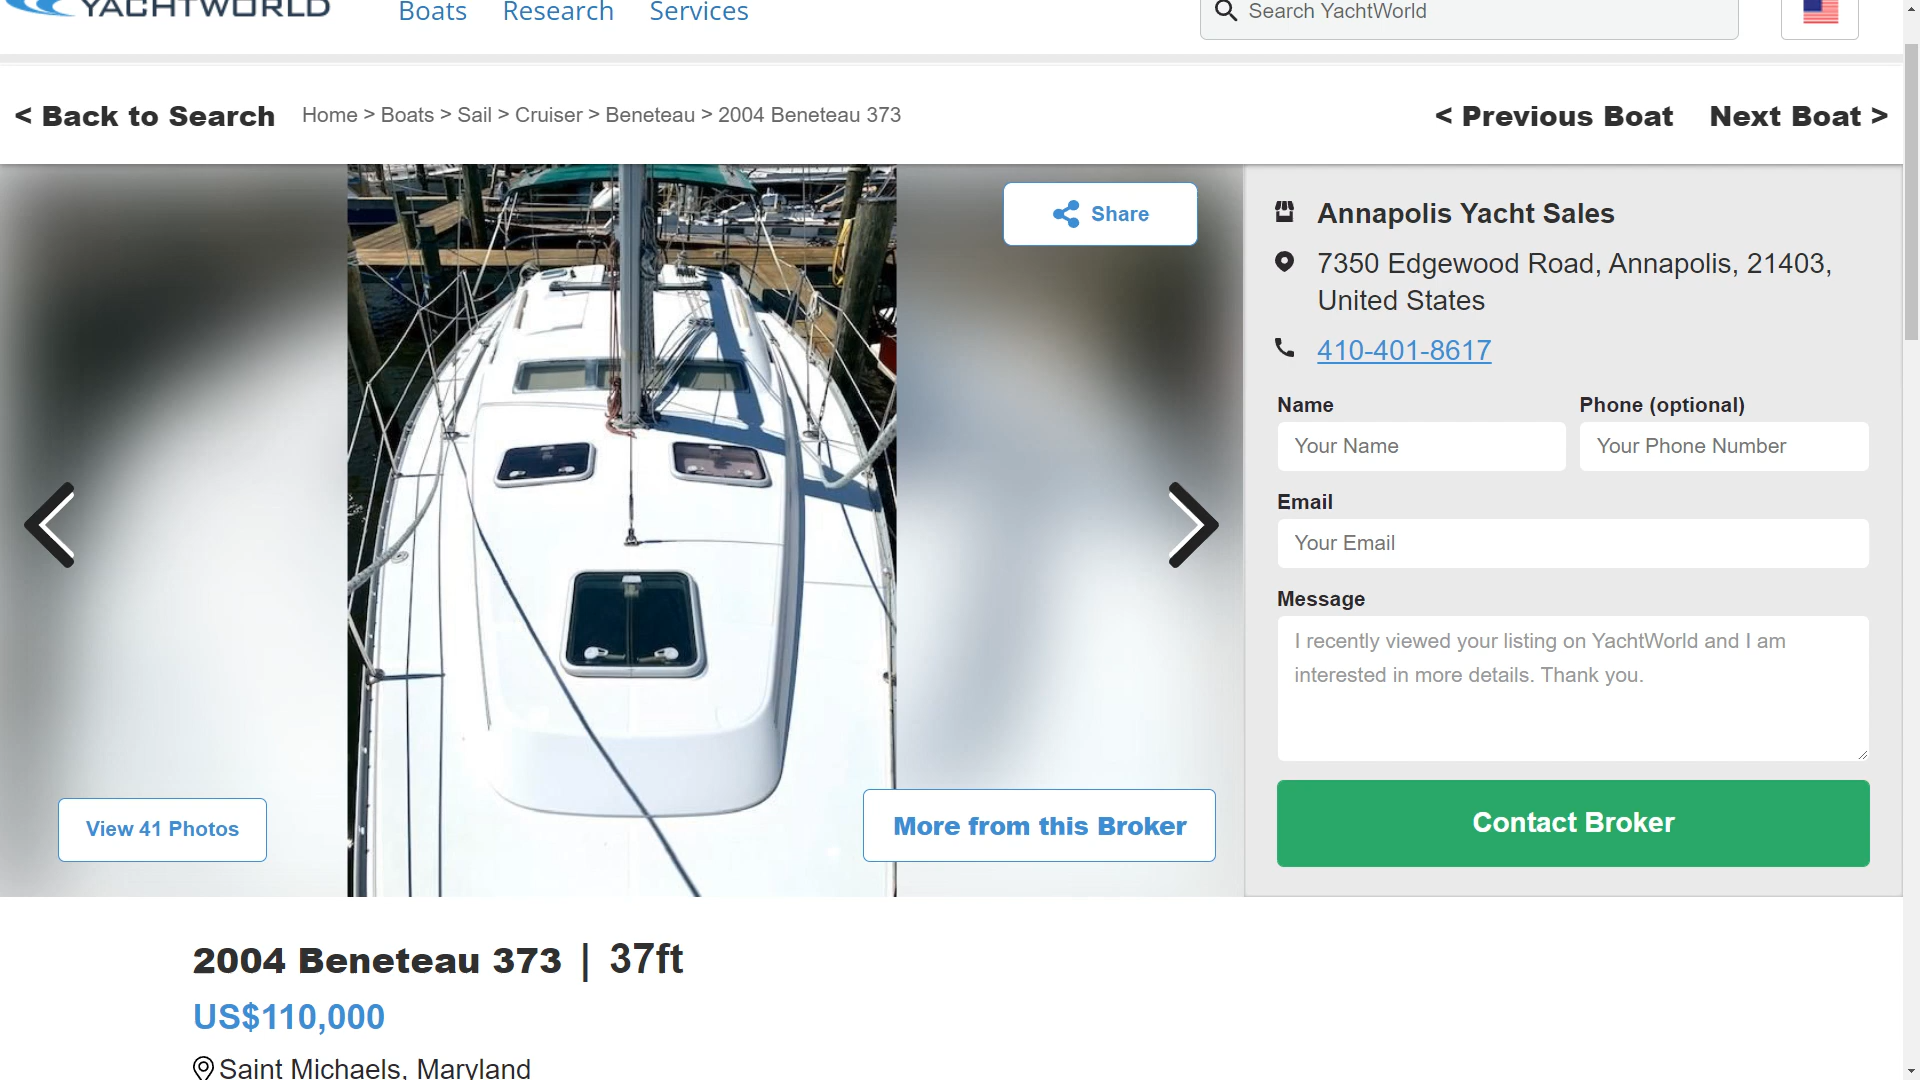 YACHTWORLD
Boats
Research
Services
Search YachtWorld
< Back to Search
Home > Boats > Sail > Cruiser > Beneteau > 2004 Beneteau 373
< Previous Boat
Next Boat >
Share
View 41 Photos
More from this Broker
Annapolis Yacht Sales
7350 Edgewood Road, Annapolis, 21403,
United States
410-401-8617
Name
Phone (optional)
Your Name
Your Phone Number
Email
Your Email
Message
I recently viewed your listing on YachtWorld and I am
interested in more details. Thank you.
Contact Broker
2004 Beneteau 373 | 37ft
US$110,000
Saint Michaels, Maryland